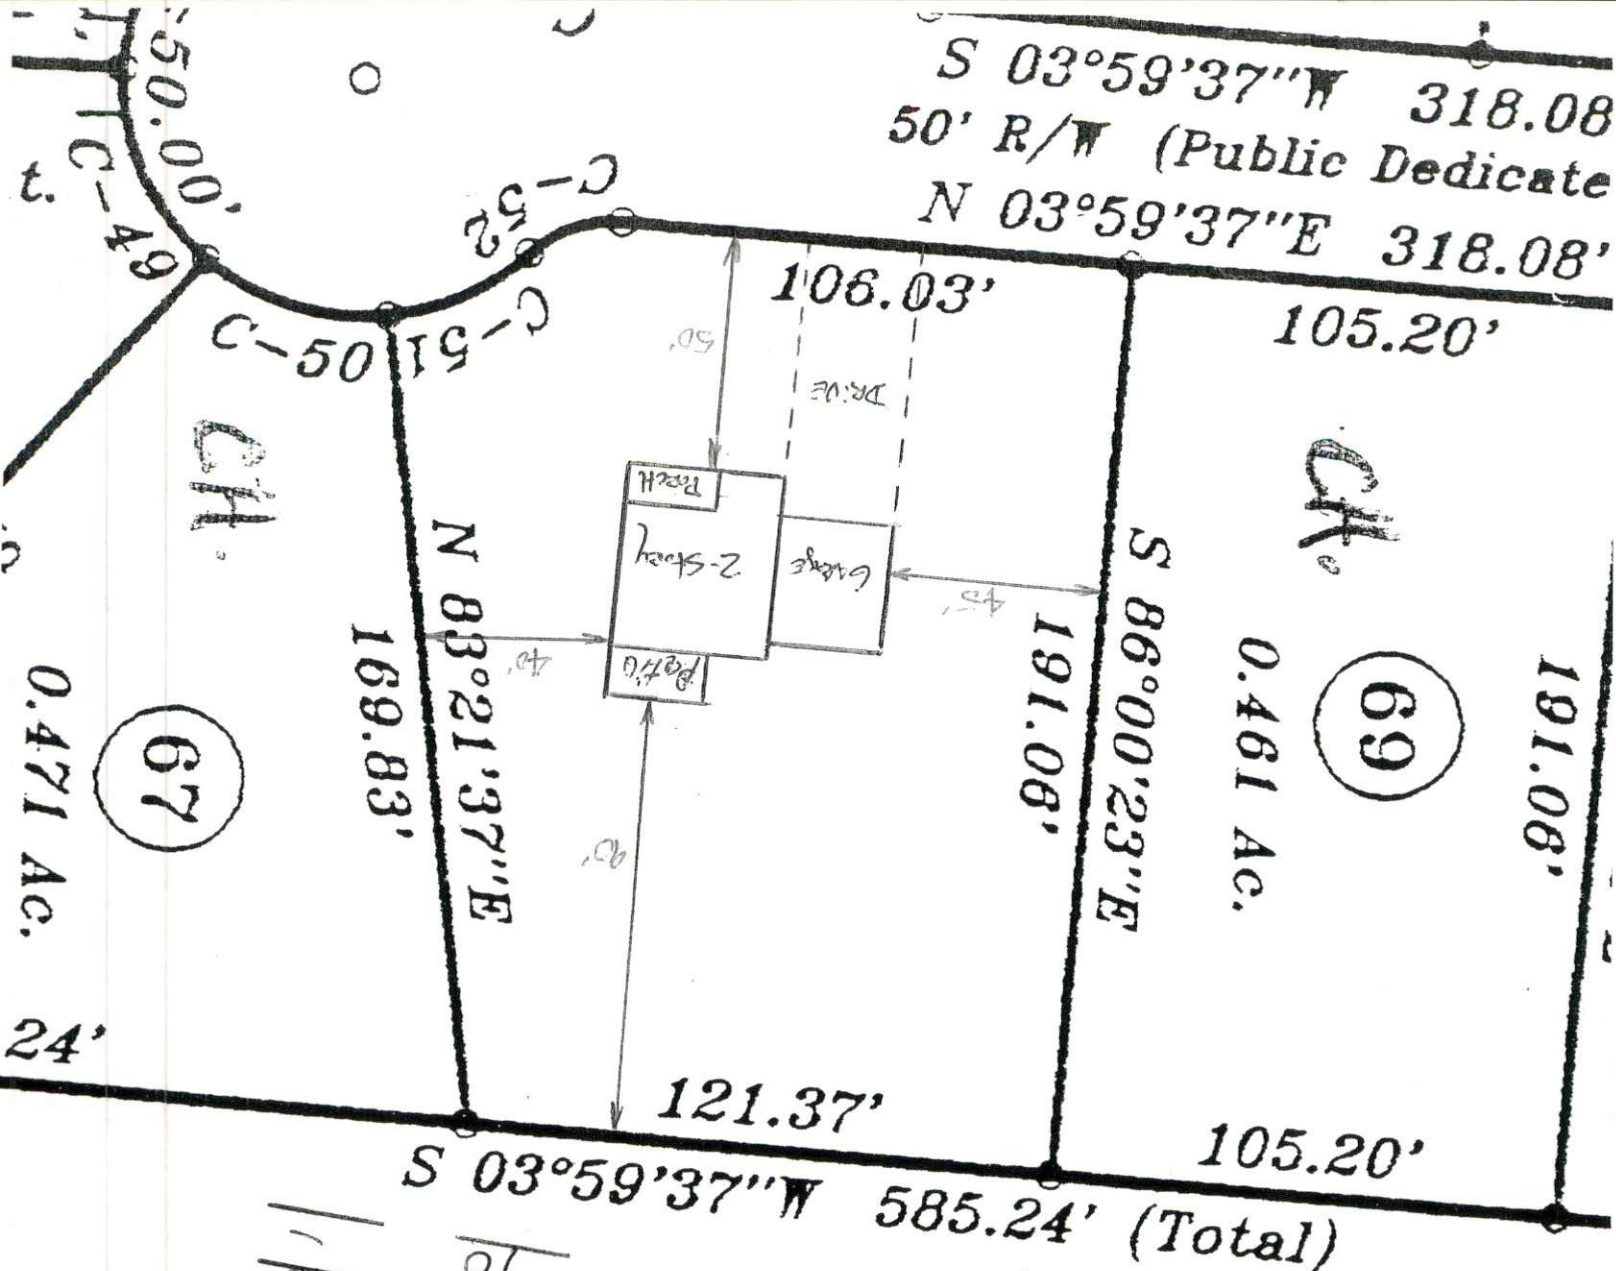 50.00'
C-49
t.
C-50
C-51
C-52
S 03°59'37"W 318.08
50' R/W (Public Dedicate
N 03°59'37"E 318.08'
106.03'
105.20'
50'
DRIVE
PORCH
2-Story
Garage
Patio
40'
45'
90'
CH.
CH.
N 83°21'37"E
169.83'
S 86°00'23"E
191.06'
67
0.471 Ac.
69
0.461 Ac.
191.06'
24'
121.37'
105.20'
S 03°59'37"W 585.24' (Total)